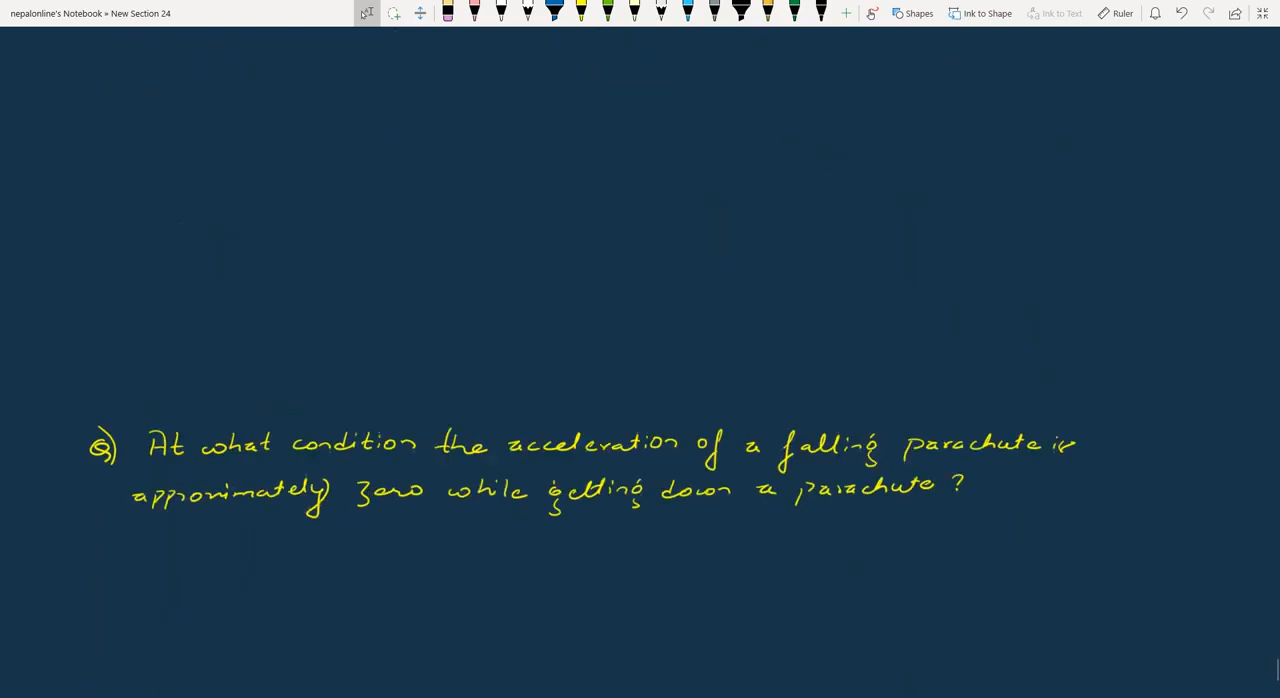 nepalonline's Notebook » New Section 24
Shapes
Ink to Shape
Ink to Text
Ruler
Q) At what condition the acceleration of a falling parachute is
approximately zero while getting down a parachute ?